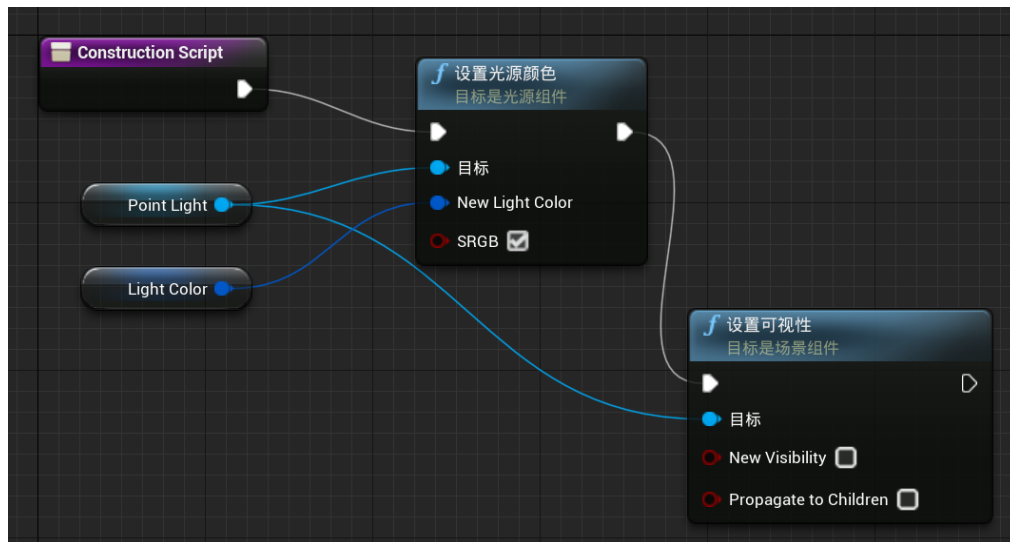 Construction Script
f 设置光源颜色
目标是光源组件
目标
Point Light
New Light Color
SRGB
Light Color
f 设置可视性
目标是场景组件
目标
New Visibility
Propagate to Children